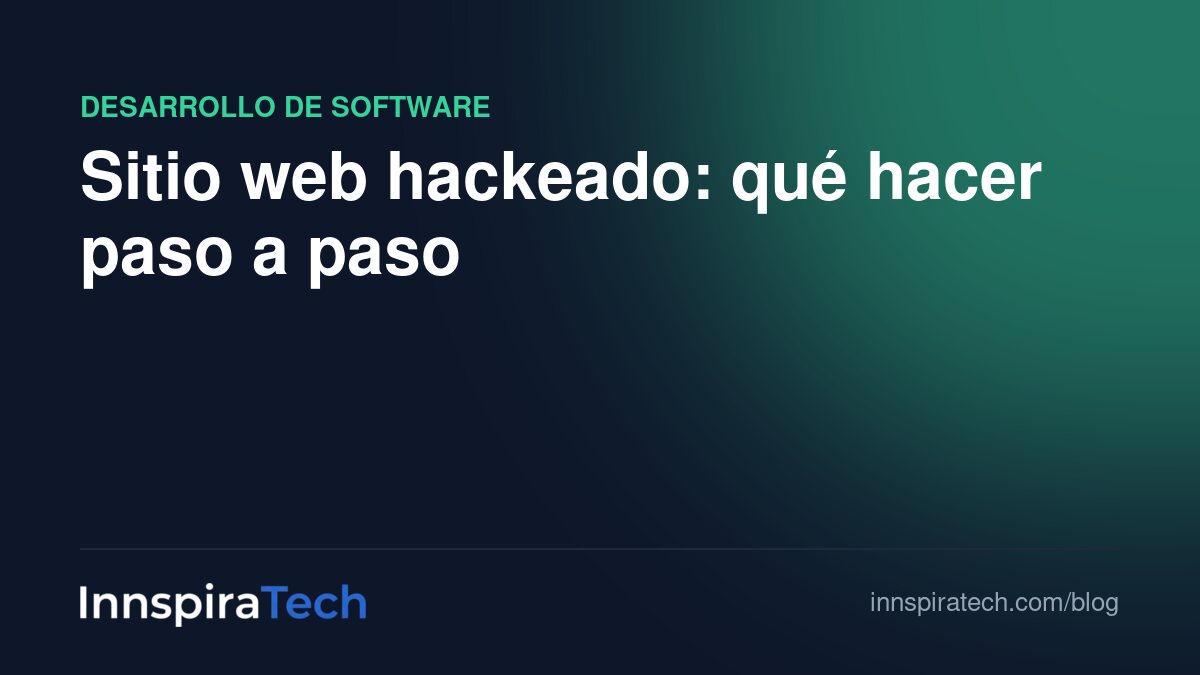 DESARROLLO DE SOFTWARE
Sitio web hackeado: qué hacer
paso a paso
InnspiraTech
innspiratech.com/blog